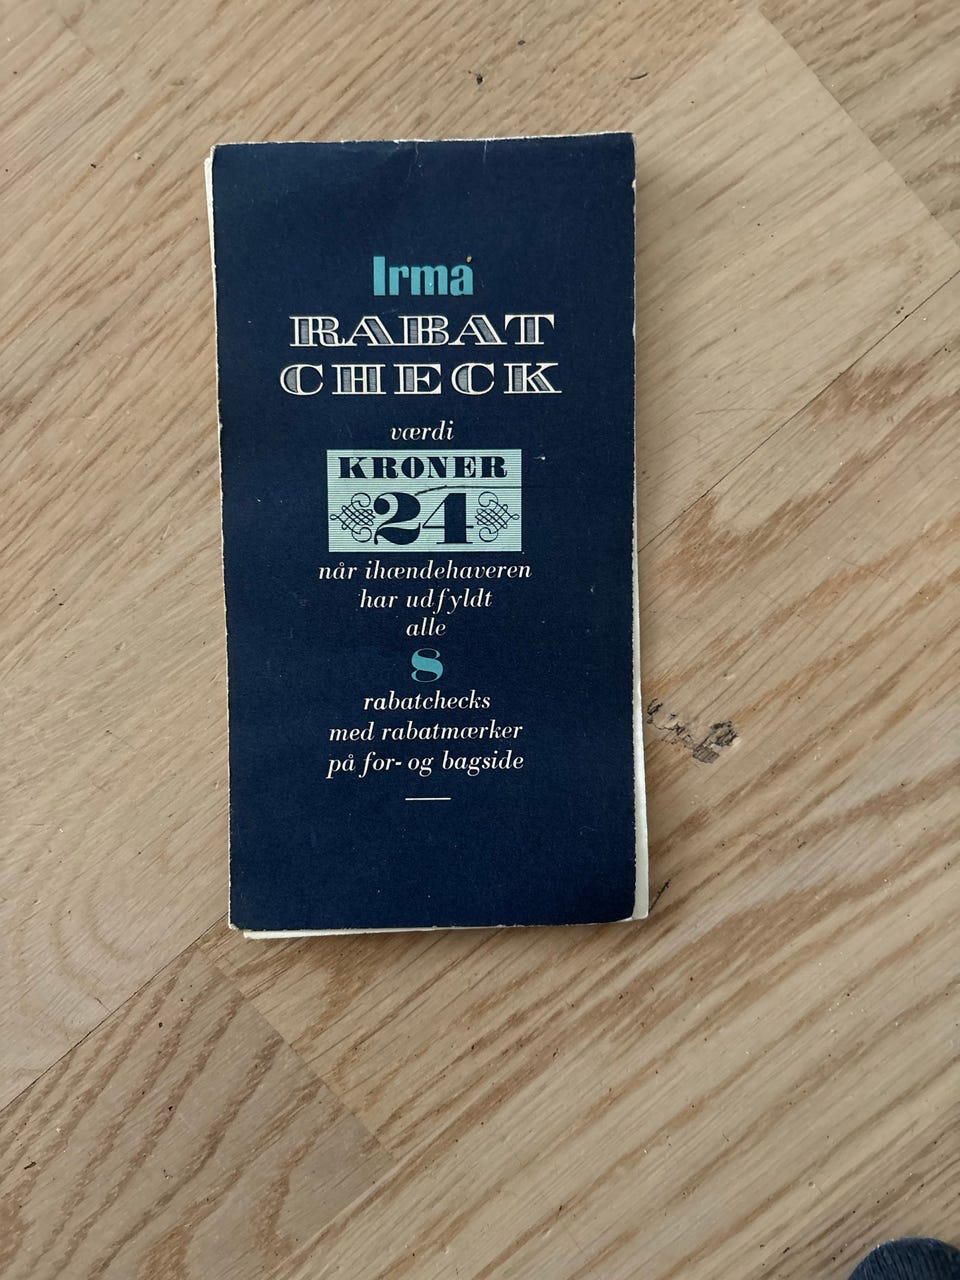 Irma
RABAT
CHECK
værdi
KRONER
24
når ihændehaveren
har udfyldt
alle
8
rabatchecks
med rabatmærker
på for- og bagside